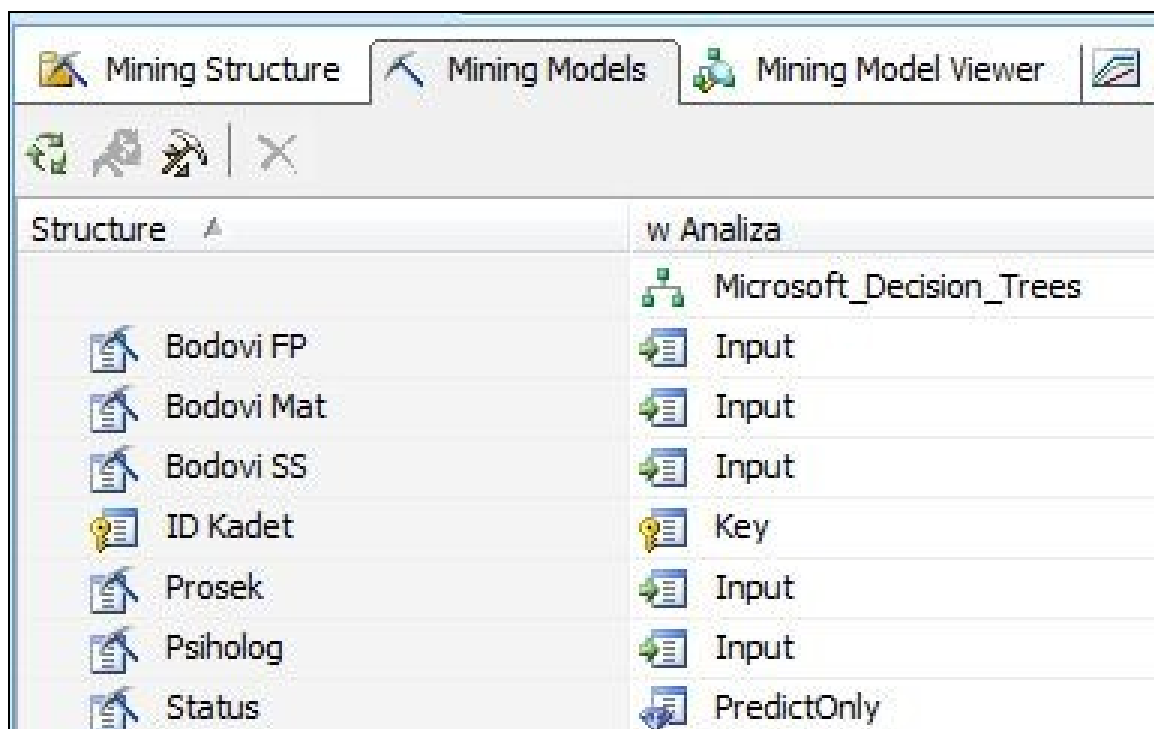 Mining Structure Mining Models Mining Model Viewer
Structure w Analiza
Microsoft_Decision_Trees
Bodovi FP Input
Bodovi Mat Input
Bodovi SS Input
ID Kadet Key
Prosek Input
Psiholog Input
Status PredictOnly